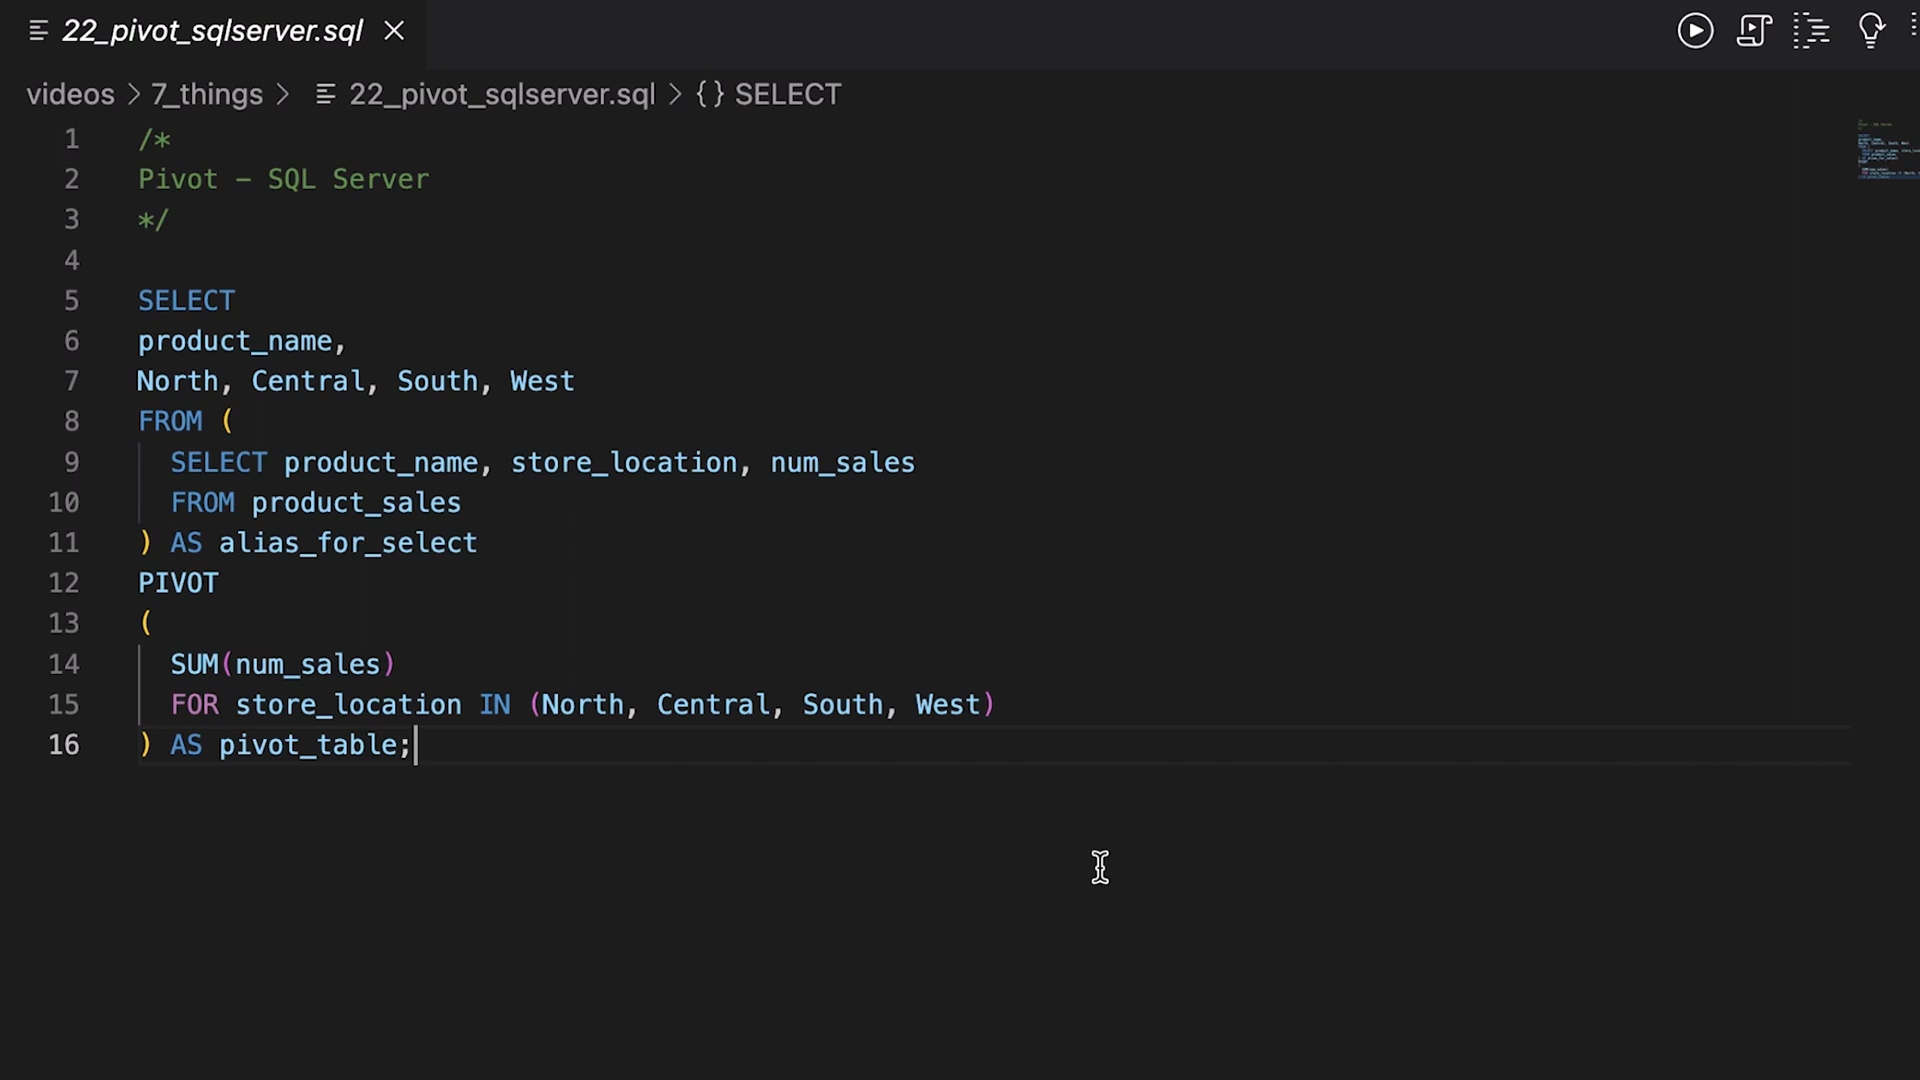 22_pivot_sqlserver.sql
videos > 7_things > 22_pivot_sqlserver.sql > {} SELECT
1 /*
2 Pivot - SQL Server
3 */
4
5 SELECT
6 product_name,
7 North, Central, South, West
8 FROM (
9 SELECT product_name, store_location, num_sales
10 FROM product_sales
11 ) AS alias_for_select
12 PIVOT
13 (
14 SUM(num_sales)
15 FOR store_location IN (North, Central, South, West)
16 ) AS pivot_table;